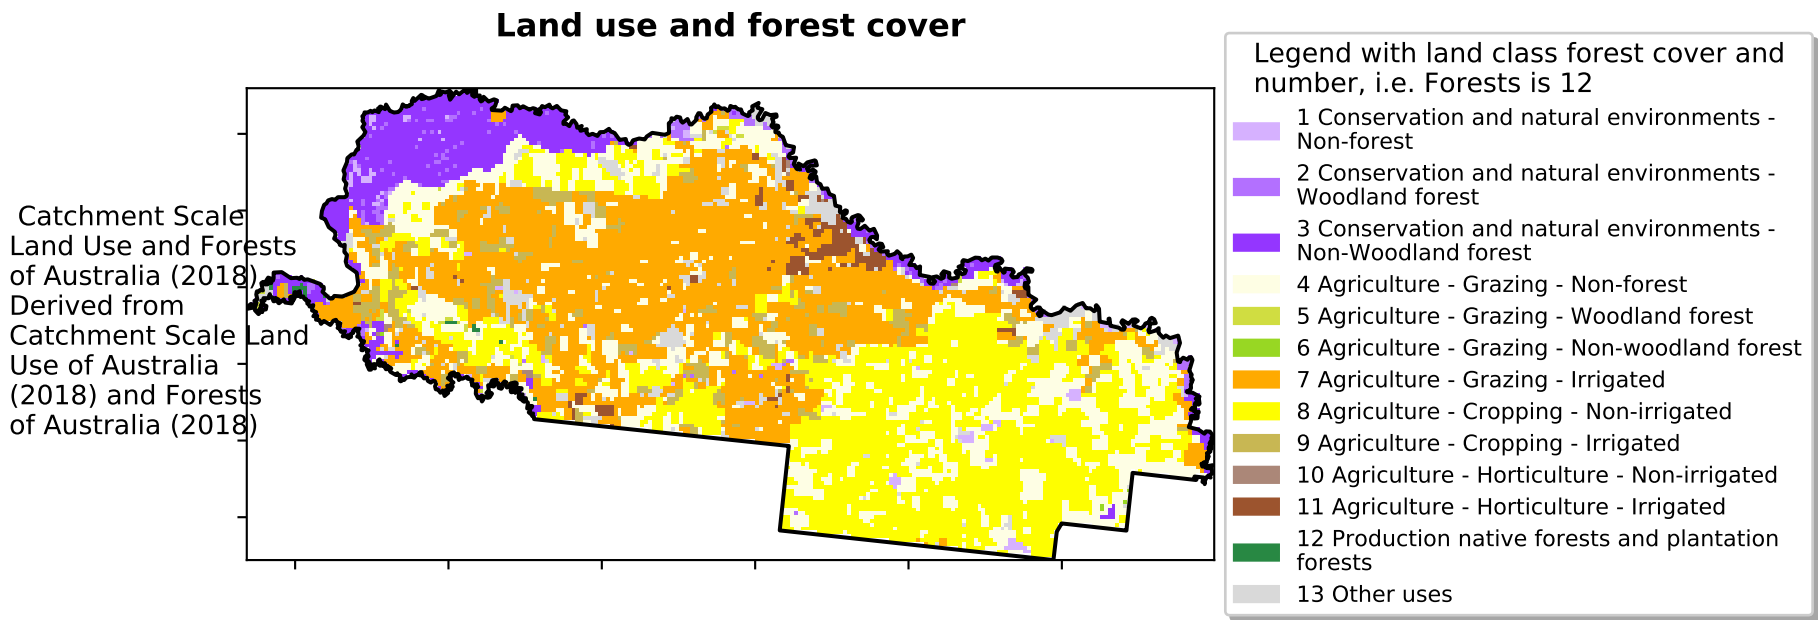 Land use and forest cover
Catchment Scale
Land Use and Forests
of Australia (2018)
Derived from
Catchment Scale Land
Use of Australia
(2018) and Forests
of Australia (2018)
Legend with land class forest cover and
number, i.e. Forests is 12
1 Conservation and natural environments -
Non-forest
2 Conservation and natural environments -
Woodland forest
3 Conservation and natural environments -
Non-Woodland forest
4 Agriculture - Grazing - Non-forest
5 Agriculture - Grazing - Woodland forest
6 Agriculture - Grazing - Non-woodland forest
7 Agriculture - Grazing - Irrigated
8 Agriculture - Cropping - Non-irrigated
9 Agriculture - Cropping - Irrigated
10 Agriculture - Horticulture - Non-irrigated
11 Agriculture - Horticulture - Irrigated
12 Production native forests and plantation
forests
13 Other uses